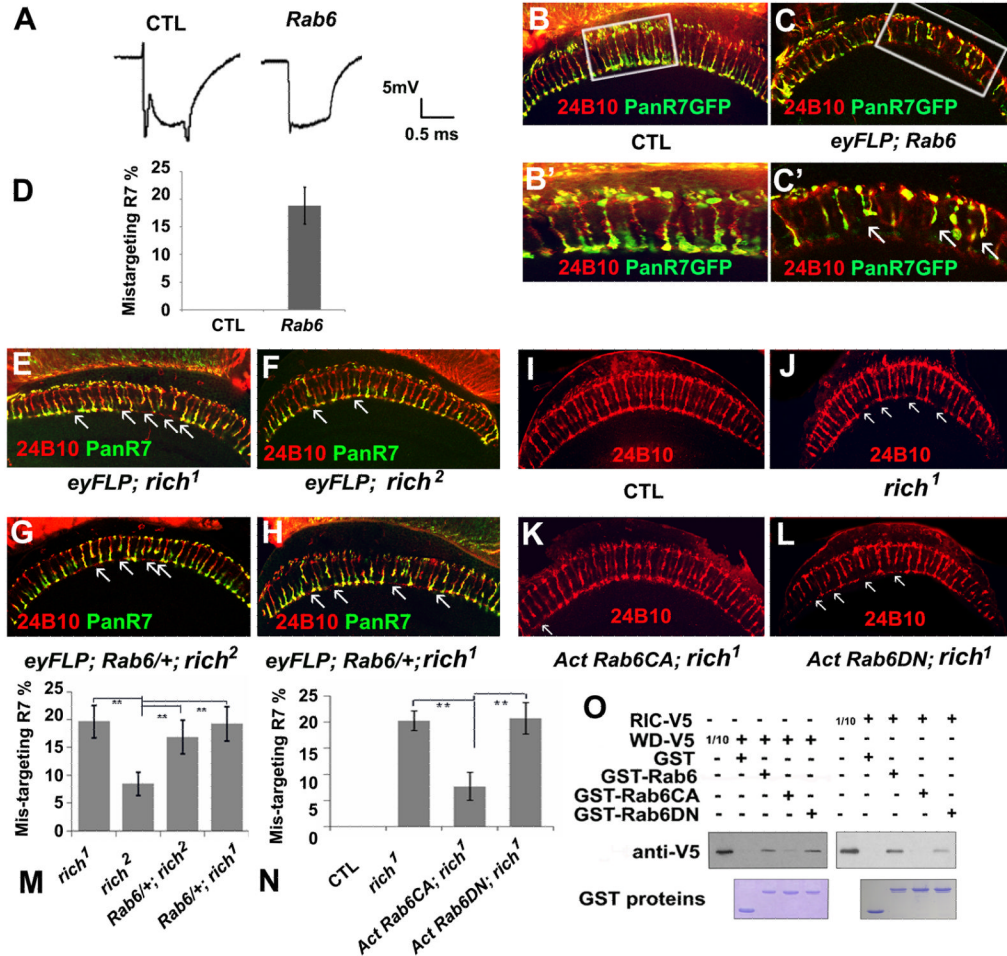 A
CTL
Rab6
5mV
0.5 ms
B
24B10 PanR7GFP
CTL
C
24B10 PanR7GFP
eyFLP; Rab6
B'
24B10 PanR7GFP
C'
24B10 PanR7GFP
D
Mistargeting R7 %
25
20
15
10
5
0
CTL
Rab6
E
24B10 PanR7
eyFLP; rich1
F
24B10 PanR7
eyFLP; rich2
G
24B10 PanR7
eyFLP; Rab6/+; rich2
H
24B10 PanR7
eyFLP; Rab6/+; rich1
I
24B10
CTL
J
24B10
rich1
K
24B10
Act Rab6CA; rich1
L
24B10
Act Rab6DN; rich1
M
Mis-targeting R7 %
25
20
15
10
5
0
** ** **
rich1
rich2
Rab6/+; rich2
Rab6/+; rich1
N
Mis-targeting R7 %
25
20
15
10
5
0
** **
CTL
rich1
Act Rab6CA; rich1
Act Rab6DN; rich1
O
RIC-V5 - - - - - 1/10 + + + +
WD-V5 1/10 + + + + - - - - -
GST - + - - - - + - - -
GST-Rab6 - - + - - - - + - -
GST-Rab6CA - - - + - - - - + -
GST-Rab6DN - - - - + - - - - +
anti-V5
GST proteins